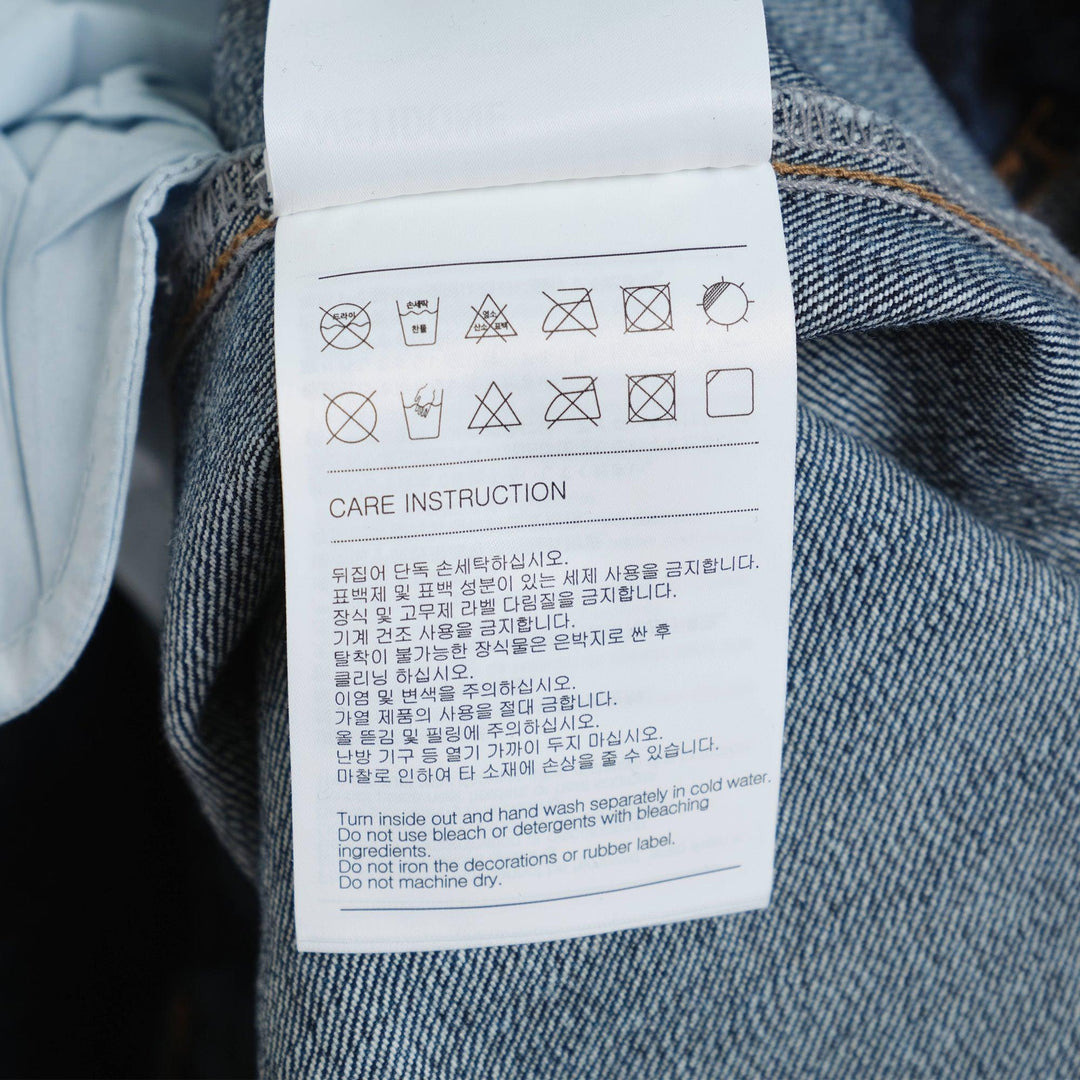 드라이
손세탁
찬물
염소
산소 표백
CARE INSTRUCTION
뒤집어 단독 손세탁하십시오.
표백제 및 표백 성분이 있는 세제 사용을 금지합니다.
장식 및 고무제 라벨 다림질을 금지합니다.
기계 건조 사용을 금지합니다.
탈착이 불가능한 장식물은 은박지로 싼 후
클리닝 하십시오.
이염 및 변색을 주의하십시오.
가열 제품의 사용을 절대 금합니다.
올 뜯김 및 필링에 주의하십시오.
난방 기구 등 열기 가까이 두지 마십시오.
마찰로 인하여 타 소재에 손상을 줄 수 있습니다.
Turn inside out and hand wash separately in cold water.
Do not use bleach or detergents with bleaching
ingredients.
Do not iron the decorations or rubber label.
Do not machine dry.